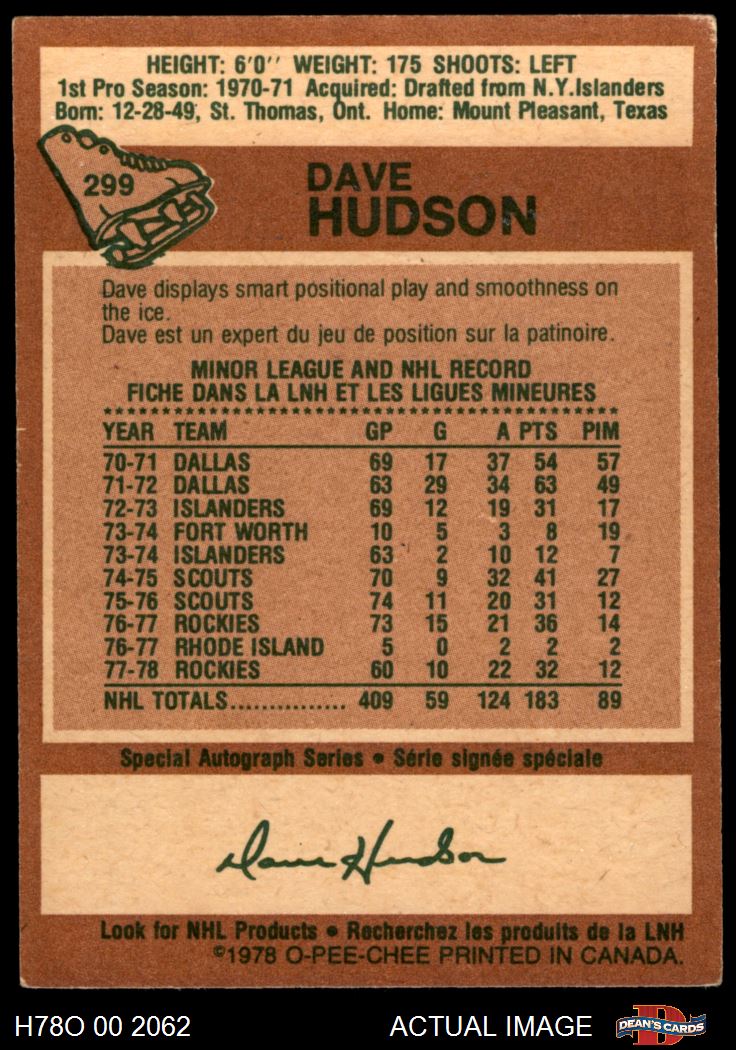 HEIGHT: 6'0'' WEIGHT: 175 SHOOTS: LEFT
1st Pro Season: 1970-71 Acquired: Drafted from N.Y.Islanders
Born: 12-28-49, St. Thomas, Ont. Home: Mount Pleasant, Texas
299
DAVE
HUDSON
Dave displays smart positional play and smoothness on
the ice.
Dave est un expert du jeu de position sur la patinoire.
MINOR LEAGUE AND NHL RECORD
FICHE DANS LA LNH ET LES LIGUES MINEURES
YEAR TEAM GP G A PTS PIM
70-71 DALLAS 69 17 37 54 57
71-72 DALLAS 63 29 34 63 49
72-73 ISLANDERS 69 12 19 31 17
73-74 FORT WORTH 10 5 3 8 19
73-74 ISLANDERS 63 2 10 12 7
74-75 SCOUTS 70 9 32 41 27
75-76 SCOUTS 74 11 20 31 12
76-77 ROCKIES 73 15 21 36 14
76-77 RHODE ISLAND 5 0 2 2 2
77-78 ROCKIES 60 10 22 32 12
NHL TOTALS............... 409 59 124 183 89
Special Autograph Series • Série signée spéciale
Dave Hudson
Look for NHL Products • Recherchez les produits de la LNH
©1978 O-PEE-CHEE PRINTED IN CANADA.
H78O 00 2062 ACTUAL IMAGE D DEAN'S CARDS